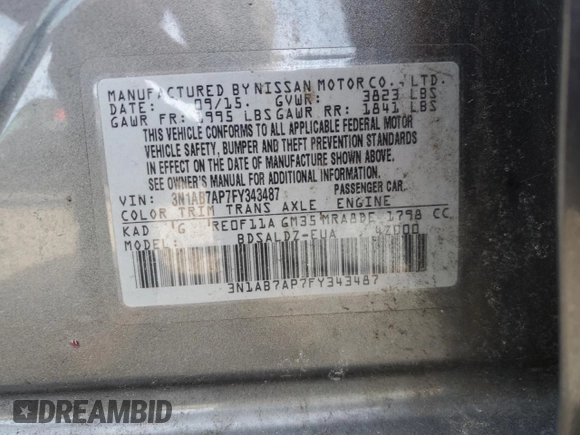 MANUFACTURED BY NISSAN MOTOR CO., LTD.
DATE: 09/15. GVWR: 3823 LBS
GAWR FR: 1995 LBS GAWR RR: 1841 LBS
THIS VEHICLE CONFORMS TO ALL APPLICABLE FEDERAL MOTOR
VEHICLE SAFETY, BUMPER AND THEFT PREVENTION STANDARDS
IN EFFECT ON THE DATE OF MANUFACTURE SHOWN ABOVE.
SEE OWNER'S MANUAL FOR ADDITIONAL INFORMATION.
VIN: 3N1AB7AP7FY343487 PASSENGER CAR.
COLOR TRIM TRANS AXLE ENGINE
KAD G RE0F11A GM35 MRA8DE 1798 CC
MODEL: BDSALDZ-EUA 4Z000
3N1AB7AP7FY343487
DREAMBID